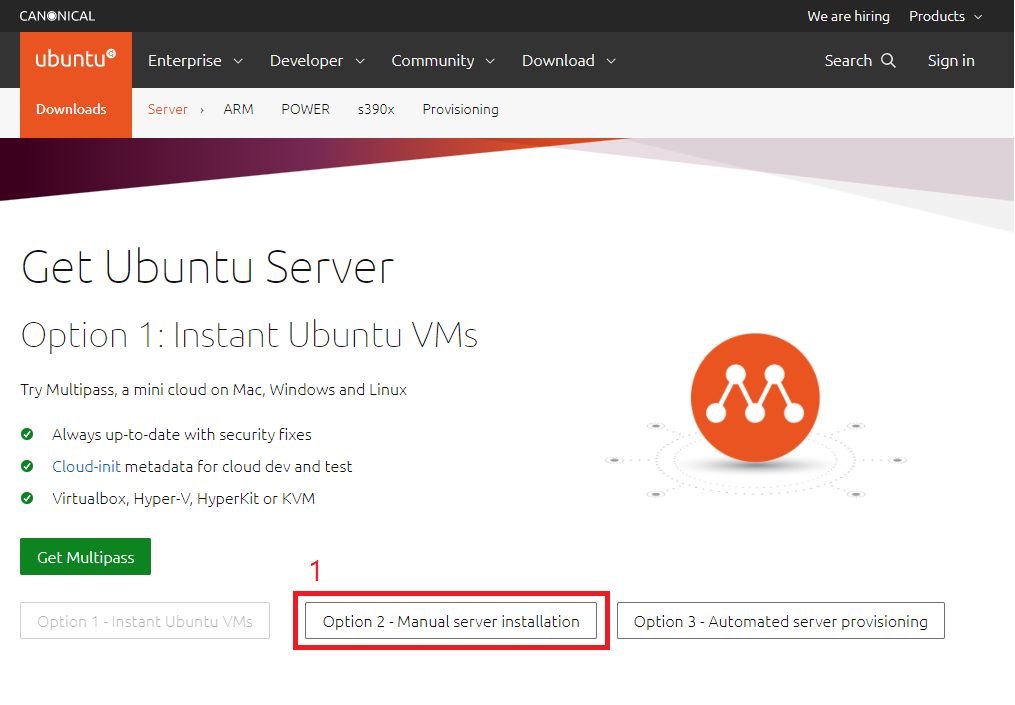 CANONICAL We are hiring Products
ubuntu Enterprise Developer Community Download Search Sign in
Downloads Server › ARM POWER s390x Provisioning
Get Ubuntu Server
Option 1: Instant Ubuntu VMs
Try Multipass, a mini cloud on Mac, Windows and Linux
Always up-to-date with security fixes
Cloud-init metadata for cloud dev and test
Virtualbox, Hyper-V, HyperKit or KVM
Get Multipass
1
Option 1 - Instant Ubuntu VMs Option 2 - Manual server installation Option 3 - Automated server provisioning